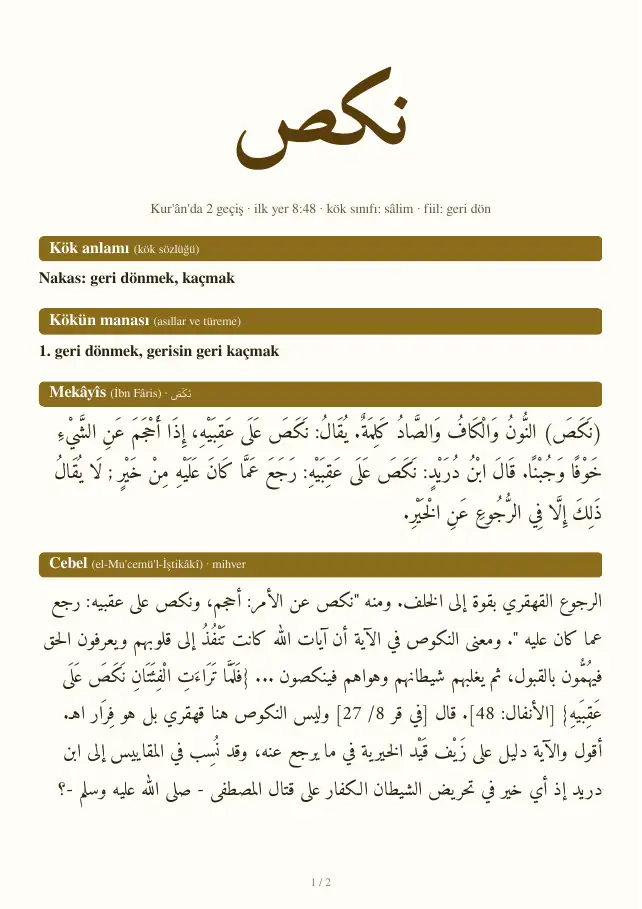 نكص
Kur'ân'da 2 geçiş · ilk yer 8:48 · kök sınıfı: sâlim · fiil: geri dön
Kök anlamı (kök sözlüğü)
Nakas: geri dönmek, kaçmak
Kökün manası (asıllar ve türeme)
1. geri dönmek, gerisin geri kaçmak
Mekâyîs (İbn Fâris) · نَكَصَ
(نَكَصَ) النُّونُ وَالْكَافُ وَالصَّادُ كَلِمَةٌ. يُقَالُ: نَكَصَ عَلَى عَقِبَيْهِ، إِذَا أَحْجَمَ عَنِ الشَّيْءِ
خَوْفًا وَجُبْنًا. قَالَ ابْنُ دُرَيْدٍ: نَكَصَ عَلَى عَقِبَيْهِ: رَجَعَ عَمَّا كَانَ عَلَيْهِ مِنْ خَيْرٍ ; لَا يُقَالُ
ذَلِكَ إِلَّا فِي الرُّجُوعِ عَنِ الْخَيْرِ.
Cebel (el-Mu'cemü'l-İştikâkî) · mihver
الرجوع القهقري بقوة إلى الخلف. ومنه "نكص عن الأمر: أحجم، ونكص على عقبيه: رجع
عما كان عليه ". ومعنى النكوص في الآية أن آيات الله كانت تَنْفُذُ إلى قلوبهم ويعرفون الحق
فيهُمُّون بالقبول، ثم يغلبهم شيطانهم وهواهم فينكصون ... {فَلَمَّا تَرَاءَتِ الْفِئَتَانِ نَكَصَ عَلَى
عَقِبَيهِ} [الأنفال: 48]. قال [في قر 8/ 27] وليس النكوص هنا قهقري بل هو فِرَار اهـ.
أقول والآية دليل على زَيْف قَيْد الخيرية في ما يرجع عنه، وقد نُسِب في المقاييس إلى ابن
دريد إذ أي خير في تحريض الشيطان الكفار على قتال المصطفى - صلى الله عليه وسلم -؟
1 / 2